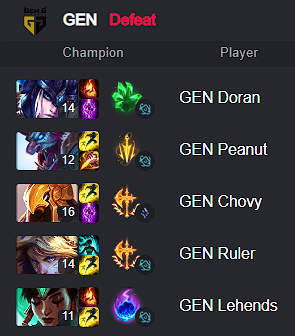 GEN.G
GEN Defeat
Champion Player
14 GEN Doran
12 GEN Peanut
16 GEN Chovy
14 GEN Ruler
11 GEN Lehends